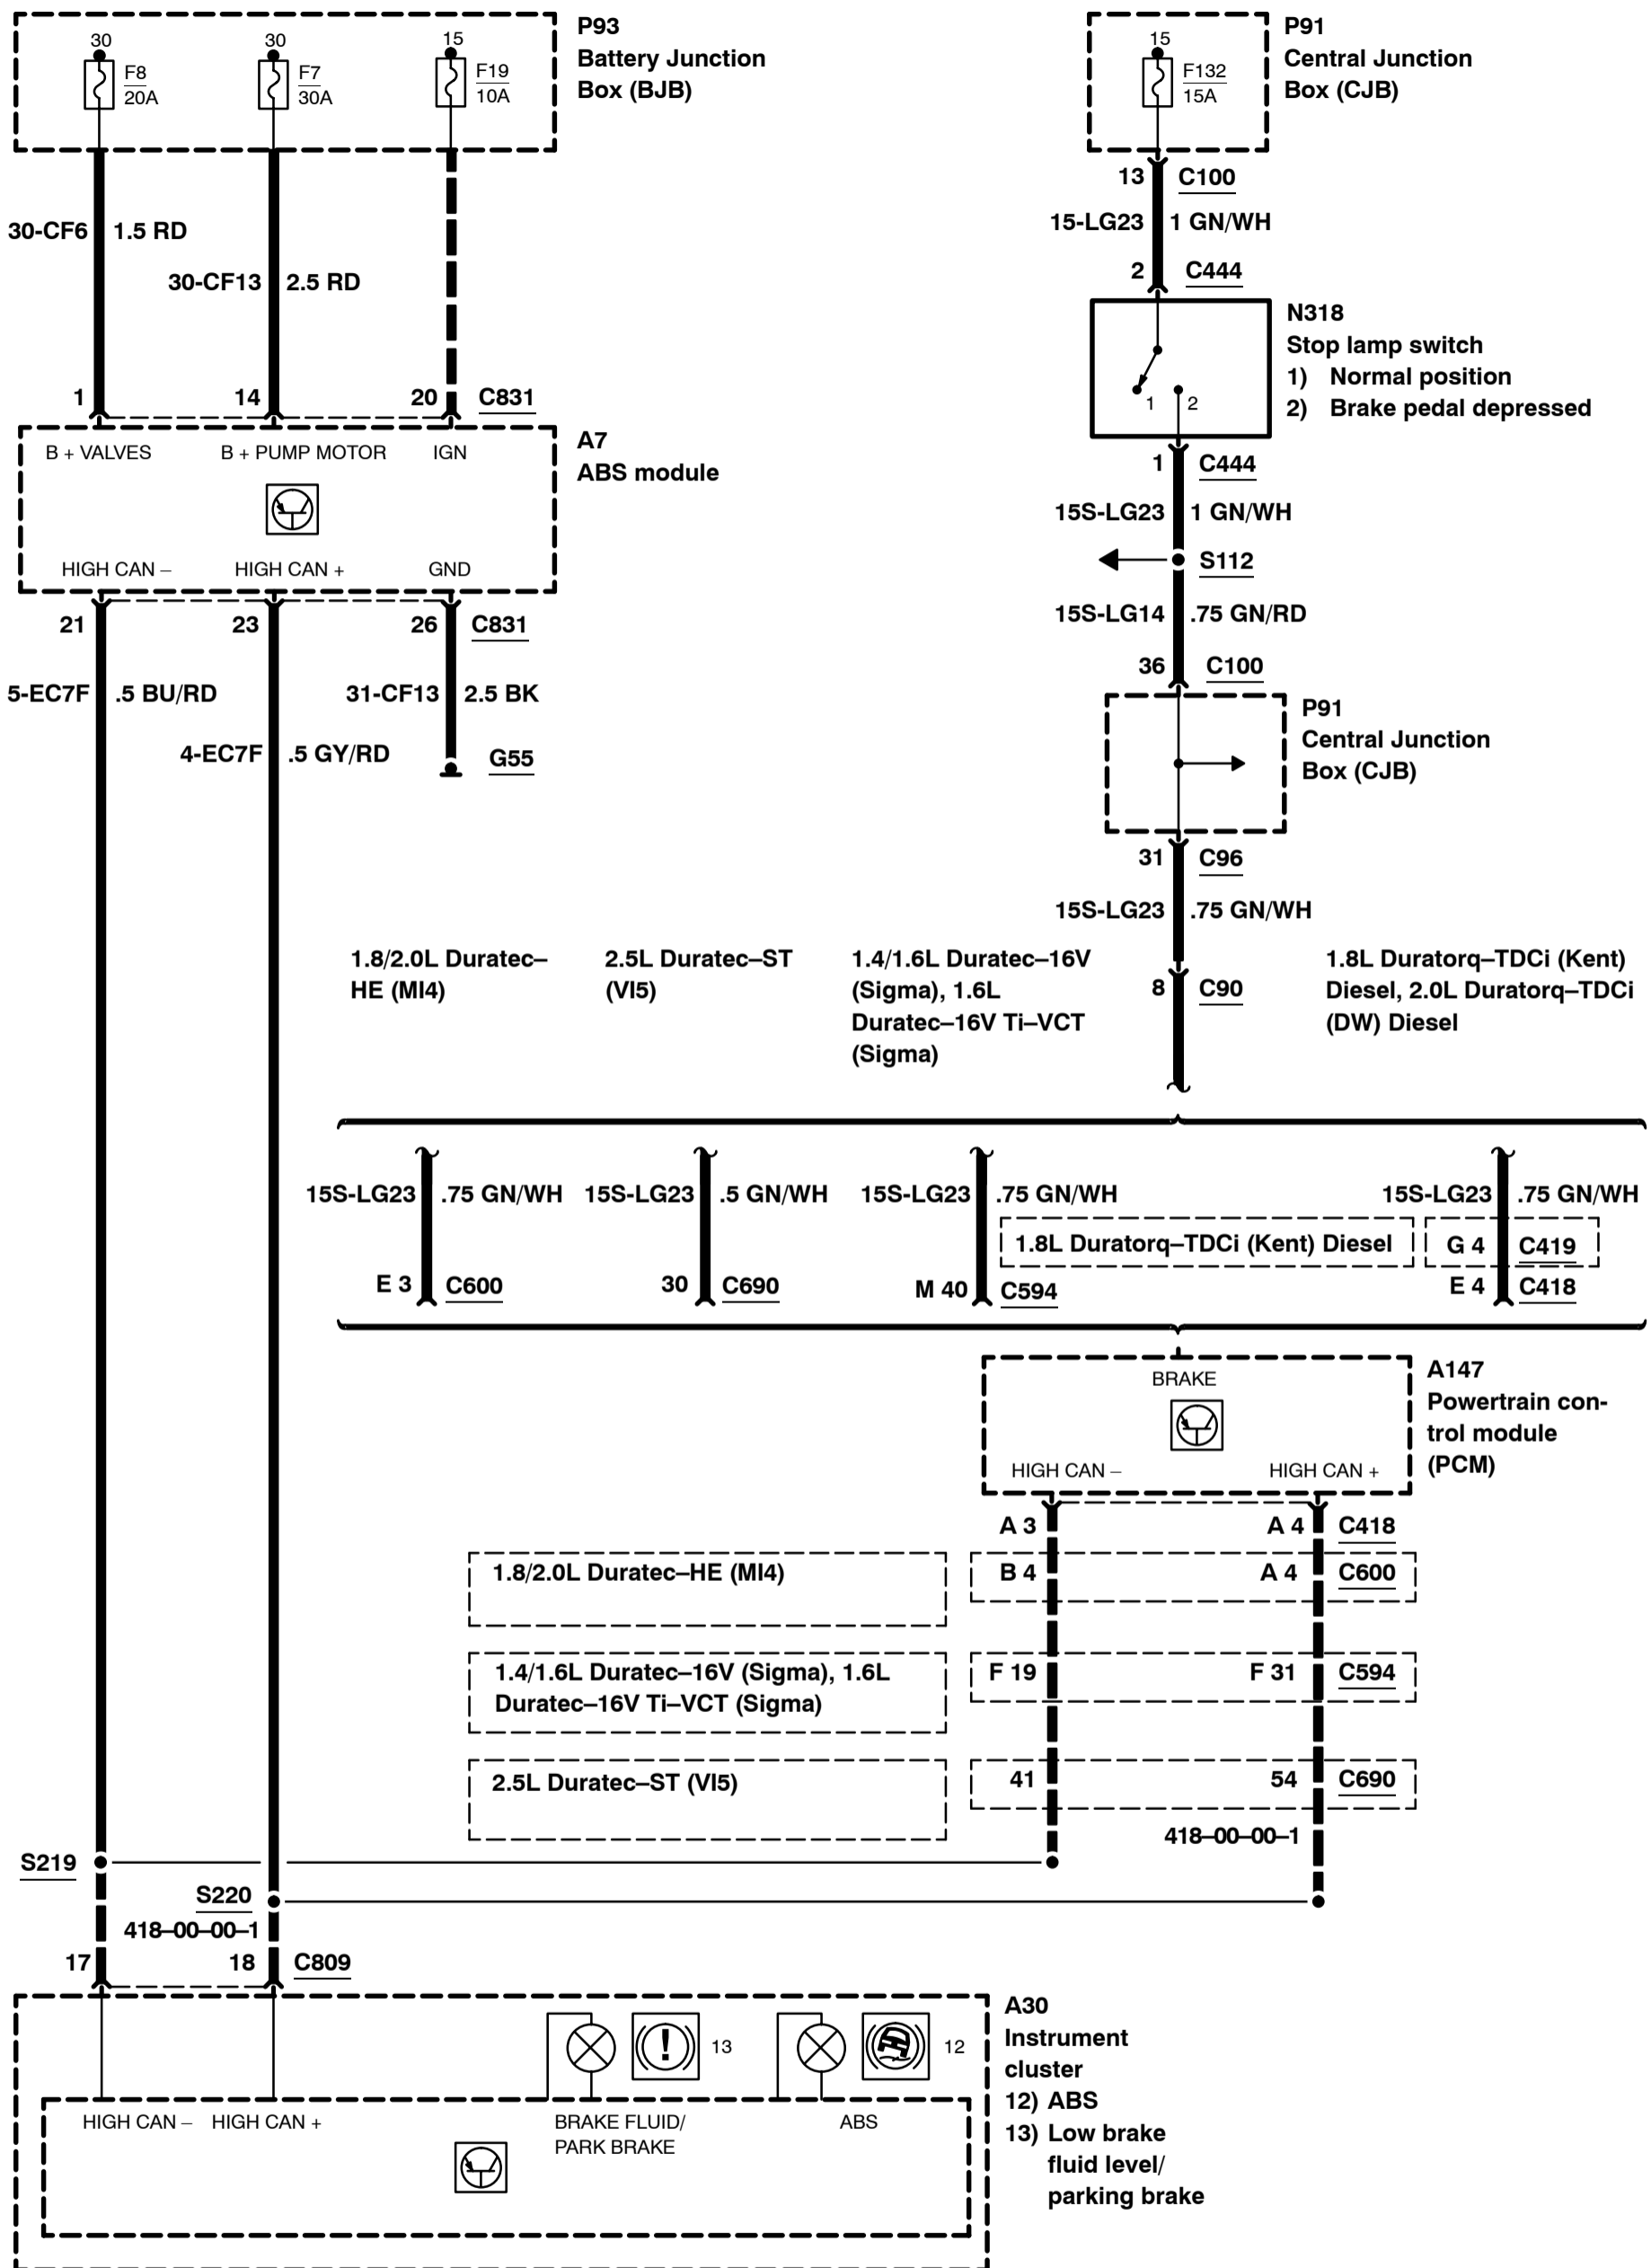 P93
Battery Junction
Box (BJB)
30
F8
20A
30
F7
30A
15
F19
10A
P91
Central Junction
Box (CJB)
15
F132
15A
13 C100
15-LG23 1 GN/WH
2 C444
30-CF6 1.5 RD
30-CF13 2.5 RD
N318
Stop lamp switch
1) Normal position
2) Brake pedal depressed
1 2
1 14 20 C831
B + VALVES B + PUMP MOTOR IGN
A7
ABS module
HIGH CAN – HIGH CAN + GND
1 C444
15S-LG23 1 GN/WH
S112
15S-LG14 .75 GN/RD
36 C100
21 23 26 C831
5-EC7F .5 BU/RD
31-CF13 2.5 BK
4-EC7F .5 GY/RD
G55
P91
Central Junction
Box (CJB)
31 C96
15S-LG23 .75 GN/WH
8 C90
1.8/2.0L Duratec–
HE (MI4)
2.5L Duratec–ST
(VI5)
1.4/1.6L Duratec–16V
(Sigma), 1.6L
Duratec–16V Ti–VCT
(Sigma)
1.8L Duratorq–TDCi (Kent)
Diesel, 2.0L Duratorq–TDCi
(DW) Diesel
15S-LG23 .75 GN/WH
15S-LG23 .5 GN/WH
15S-LG23 .75 GN/WH
15S-LG23 .75 GN/WH
1.8L Duratorq–TDCi (Kent) Diesel
G 4 C419
E 3 C600
30 C690
M 40 C594
E 4 C418
BRAKE
A147
Powertrain con-
trol module
(PCM)
HIGH CAN – HIGH CAN +
A 3 A 4 C418
1.8/2.0L Duratec–HE (MI4)
B 4 A 4 C600
1.4/1.6L Duratec–16V (Sigma), 1.6L
Duratec–16V Ti–VCT (Sigma)
F 19 F 31 C594
2.5L Duratec–ST (VI5)
41 54 C690
418–00–00–1
S219
S220
418–00–00–1
17 18 C809
A30
Instrument
cluster
12) ABS
13) Low brake
fluid level/
parking brake
! 13
12
HIGH CAN – HIGH CAN +
BRAKE FLUID/
PARK BRAKE
ABS